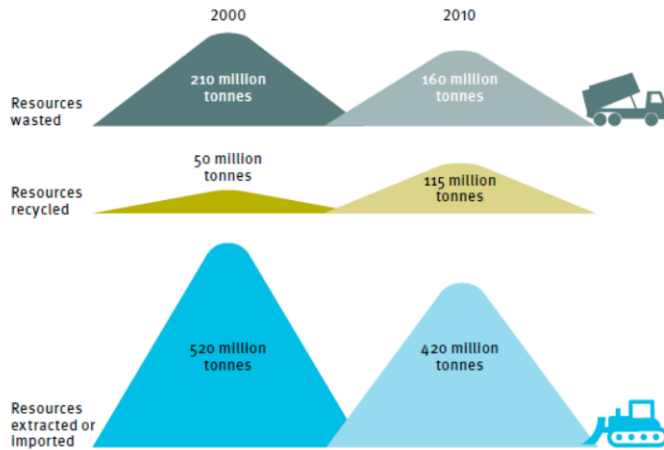 2000
2010
Resources
wasted
210 million
tonnes
160 million
tonnes
Resources
recycled
50 million
tonnes
115 million
tonnes
Resources
extracted or
imported
520 million
tonnes
420 million
tonnes